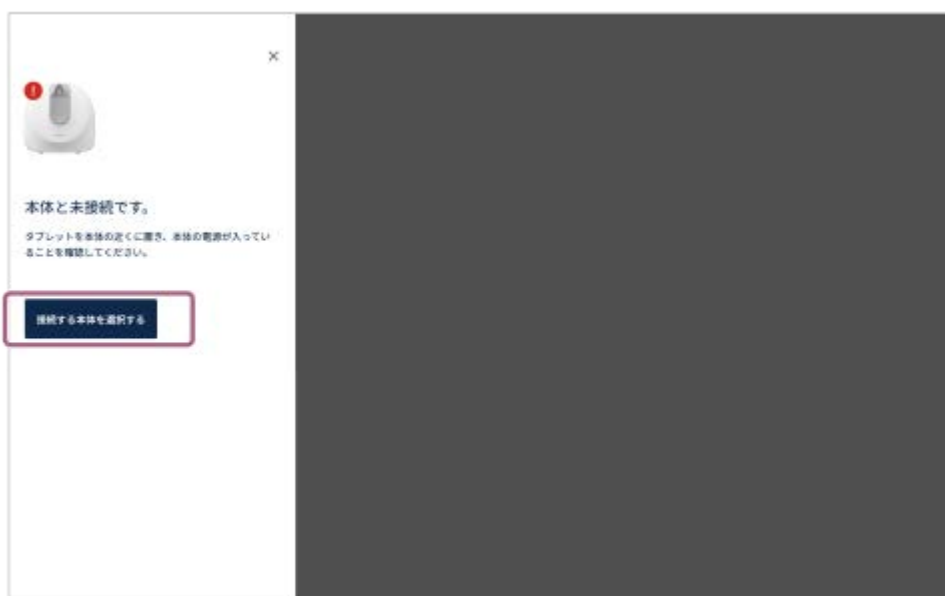 本体と未接続です。
タブレットを本体の近くに置き、本体の電源が入ってい
ることを確認してください。
接続する本体を選択する